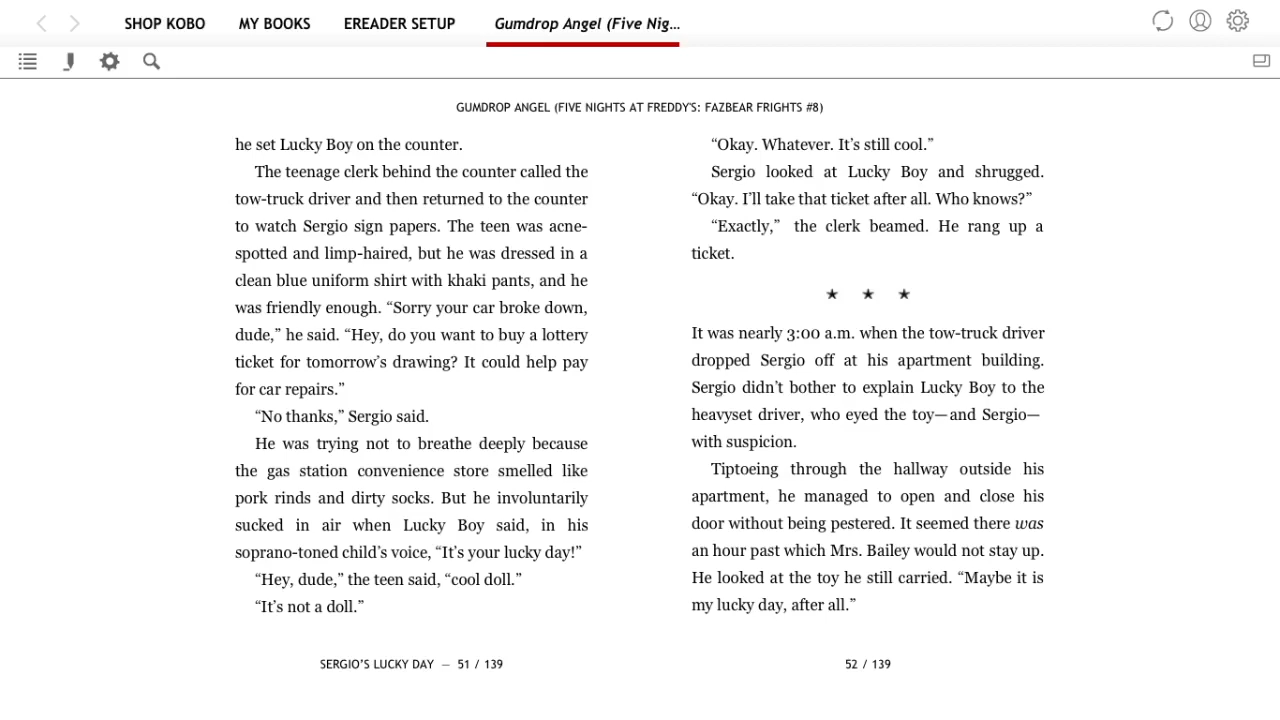 SHOP KOBO
MY BOOKS
EREADER SETUP
Gumdrop Angel (Five Nig...
GUMDROP ANGEL (FIVE NIGHTS AT FREDDY'S: FAZBEAR FRIGHTS #8)
he set Lucky Boy on the counter.
The teenage clerk behind the counter called the
tow-truck driver and then returned to the counter
to watch Sergio sign papers. The teen was acne-
spotted and limp-haired, but he was dressed in a
clean blue uniform shirt with khaki pants, and he
was friendly enough. “Sorry your car broke down,
dude,” he said. “Hey, do you want to buy a lottery
ticket for tomorrow’s drawing? It could help pay
for car repairs.”
“No thanks,” Sergio said.
He was trying not to breathe deeply because
the gas station convenience store smelled like
pork rinds and dirty socks. But he involuntarily
sucked in air when Lucky Boy said, in his
soprano-toned child’s voice, “It’s your lucky day!”
“Hey, dude,” the teen said, “cool doll.”
“It’s not a doll.”
SERGIO’S LUCKY DAY — 51 / 139
“Okay. Whatever. It’s still cool.”
Sergio looked at Lucky Boy and shrugged.
“Okay. I’ll take that ticket after all. Who knows?”
“Exactly,” the clerk beamed. He rang up a
ticket.
★ ★ ★
It was nearly 3:00 a.m. when the tow-truck driver
dropped Sergio off at his apartment building.
Sergio didn’t bother to explain Lucky Boy to the
heavyset driver, who eyed the toy—and Sergio—
with suspicion.
Tiptoeing through the hallway outside his
apartment, he managed to open and close his
door without being pestered. It seemed there was
an hour past which Mrs. Bailey would not stay up.
He looked at the toy he still carried. “Maybe it is
my lucky day, after all.”
52 / 139